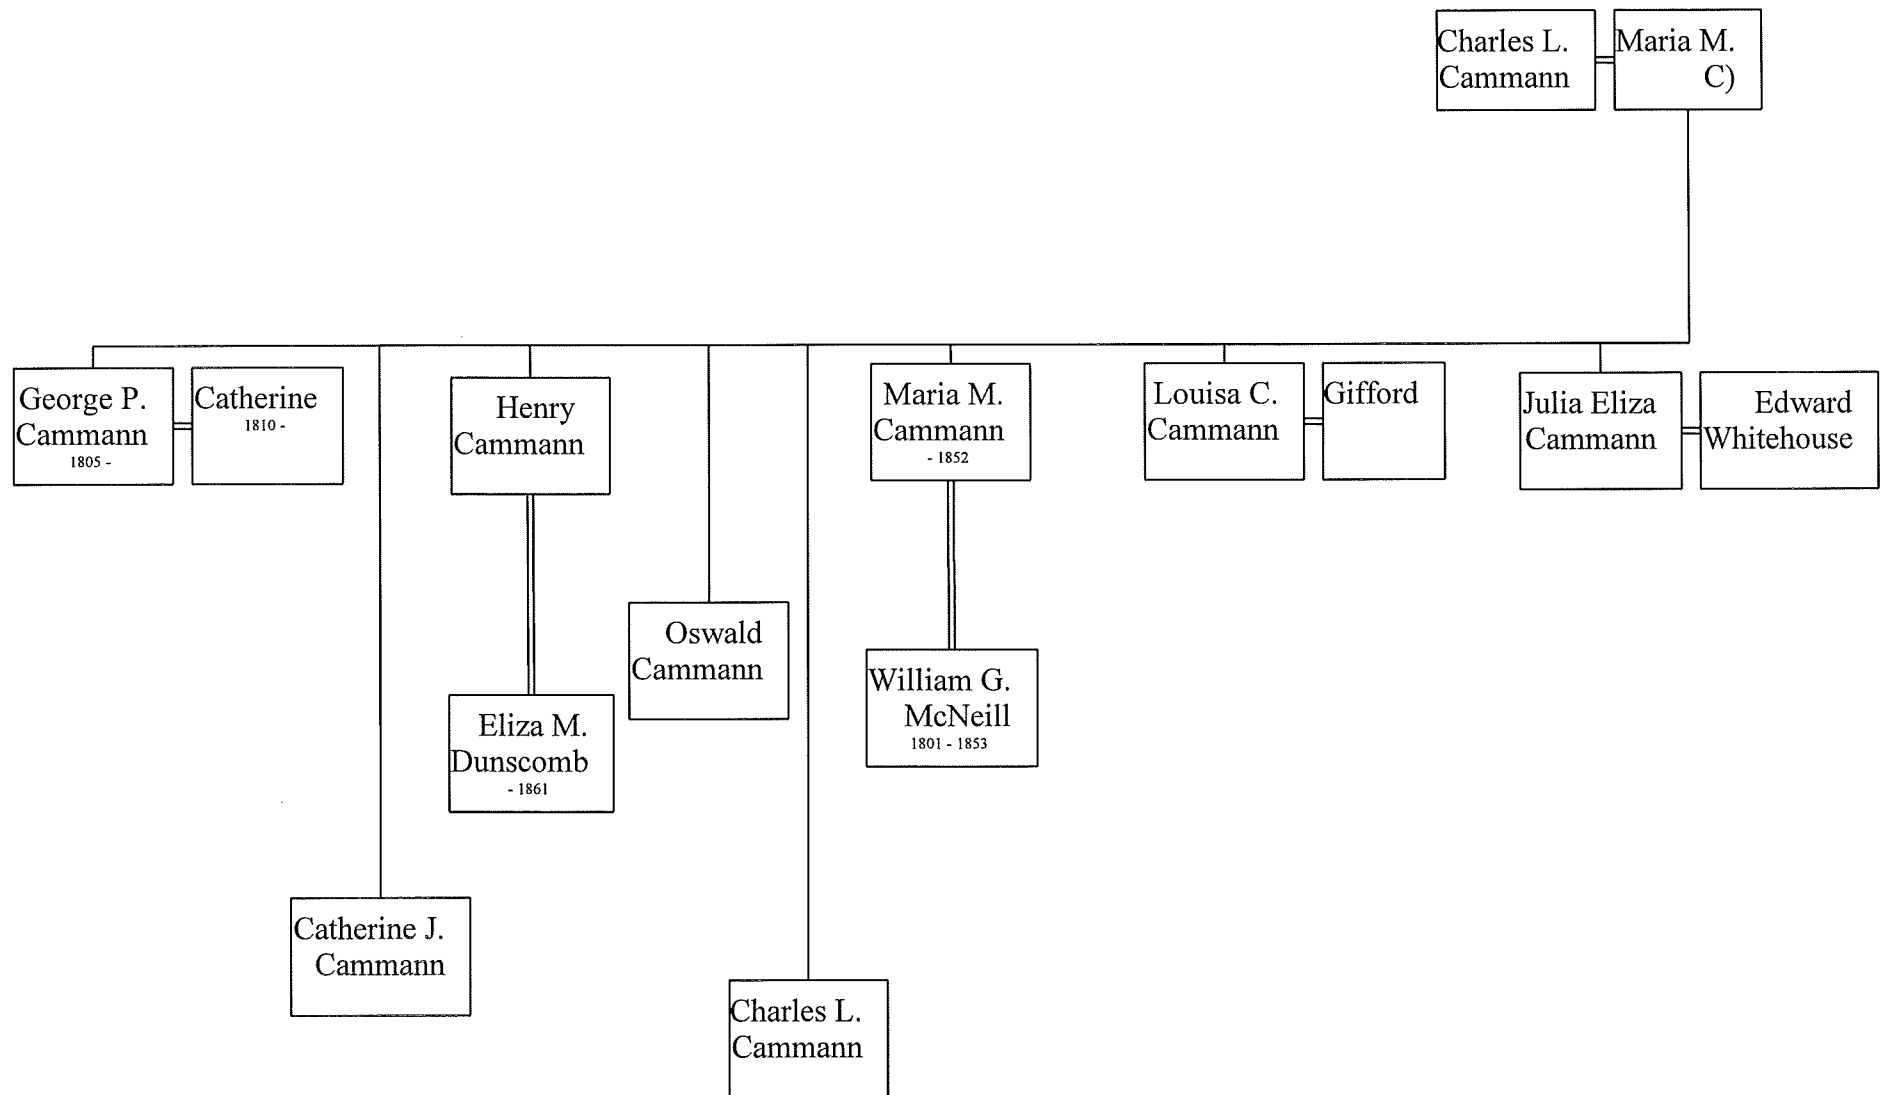 Charles L.
Cammann
Maria M.
C)
George P.
Cammann
1805 -
Catherine
1810 -
Henry
Cammann
Maria M.
Cammann
- 1852
Louisa C.
Cammann
Gifford
Julia Eliza
Cammann
Edward
Whitehouse
Oswald
Cammann
William G.
McNeill
1801 - 1853
Eliza M.
Dunscomb
- 1861
Catherine J.
Cammann
Charles L.
Cammann